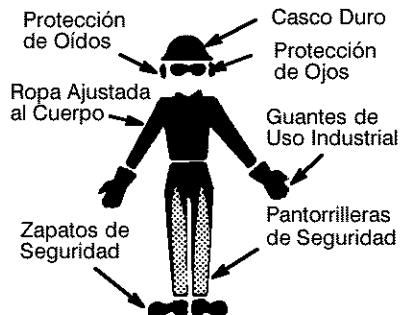 Protección
de Oídos
Casco Duro
Protección
de Ojos
Ropa Ajustada
al Cuerpo
Guantes de
Uso Industrial
Zapatos de
Seguridad
Pantorrilleras
de Seguridad